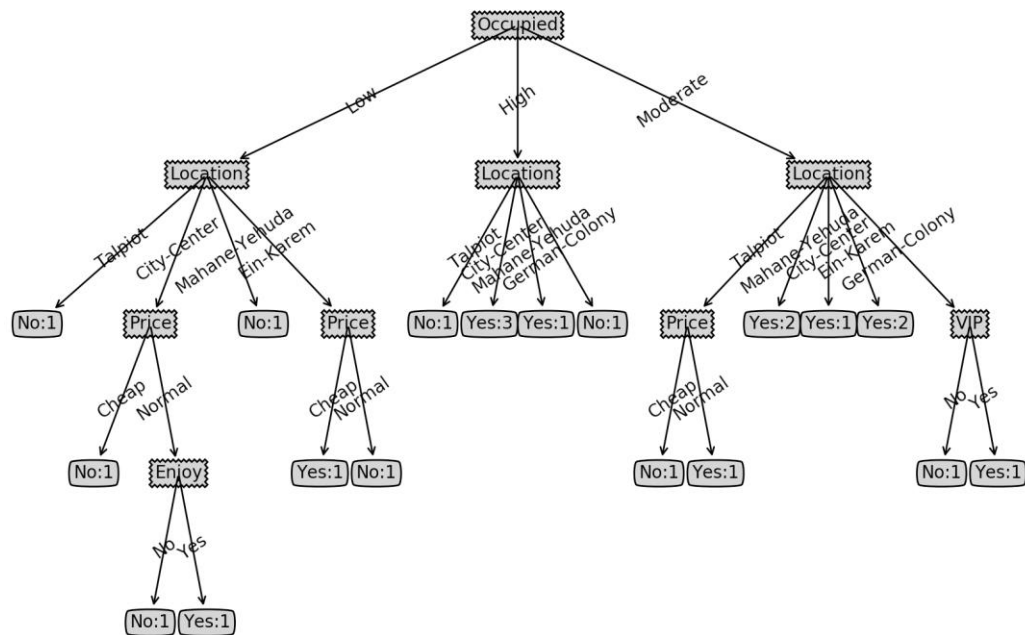 Occupied
Low
High
Moderate
Location
Location
Location
Talpiot
City-Center
Mahane-Yehuda
Ein-Karem
Talpiot
City-Center
Mahane-Yehuda
German-Colony
Talpiot
Mahane-Yehuda
City-Center
Ein-Karem
German-Colony
No:1
Price
No:1
Price
No:1
Yes:3
Yes:1
No:1
Price
Yes:2
Yes:1
Yes:2
VIP
Cheap
Normal
Cheap
Normal
Cheap
Normal
No
Yes
No:1
Enjoy
Yes:1
No:1
No:1
Yes:1
No:1
Yes:1
No
Yes
No:1
Yes:1